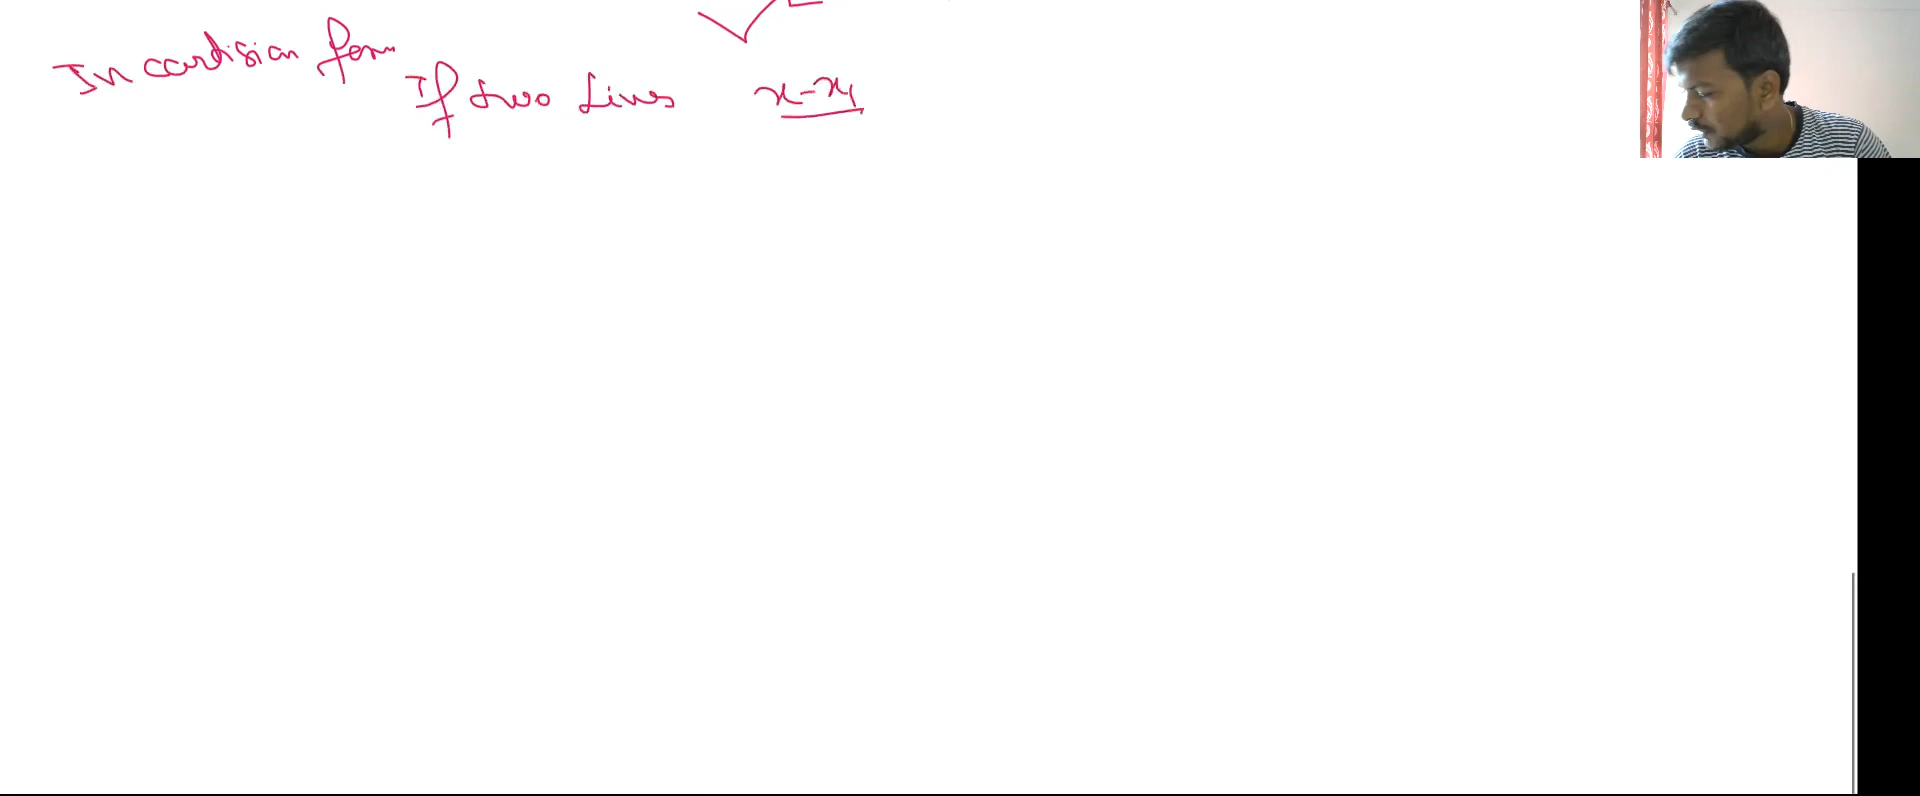 In cartisian form
If two Lines x-x₁